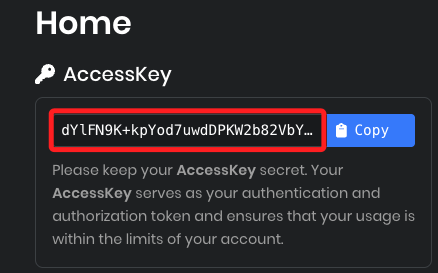 Home
AccessKey
dYlFN9K+kpYod7uwdDPKW2b82VbY…
Copy
Please keep your AccessKey secret. Your
AccessKey serves as your authentication and
authorization token and ensures that your usage is
within the limits of your account.